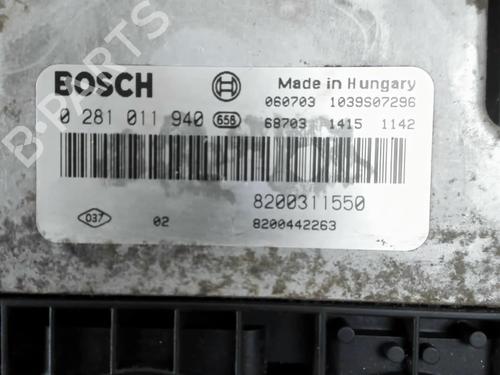 B-PARTS
BOSCH
Made in Hungary
060703 1039S07296
0 281 011 940 656 68703 1415 1142
8200311550
037 02 8200442263